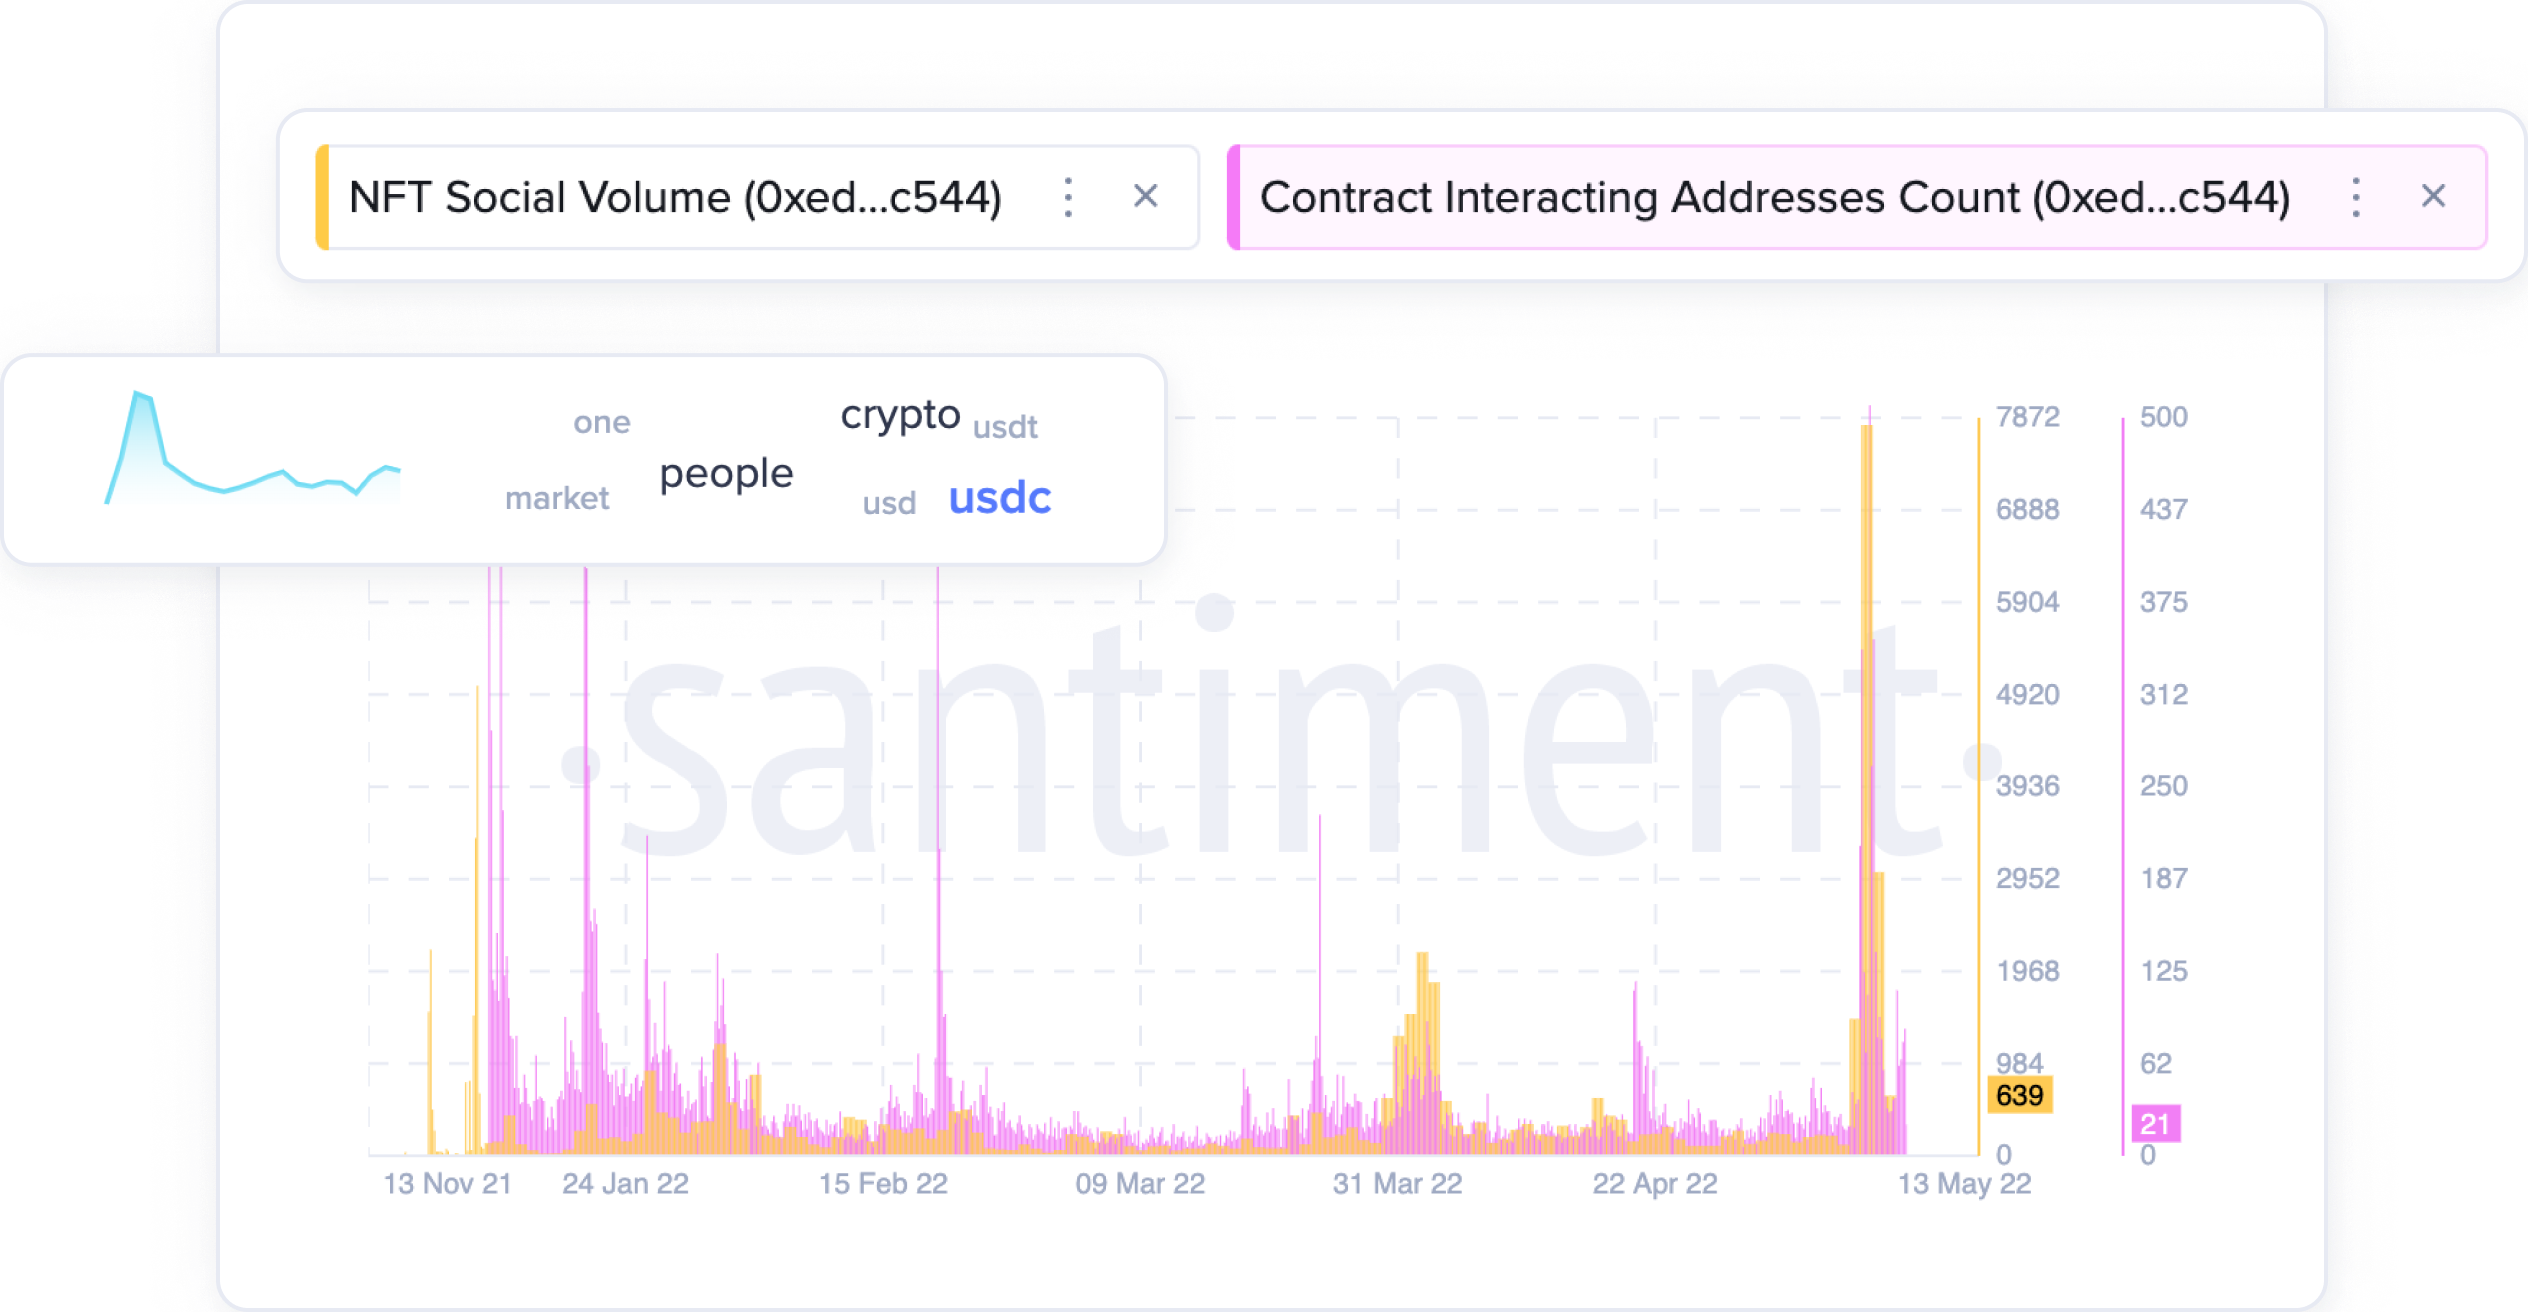 NFT Social Volume (0xed...c544)
Contract Interacting Addresses Count (0xed...c544)
one
crypto
usdt
people
market
usd
usdc
·santiment·
7872
6888
5904
4920
3936
2952
1968
984
639
0
500
437
375
312
250
187
125
62
21
0
13 Nov 21
24 Jan 22
15 Feb 22
09 Mar 22
31 Mar 22
22 Apr 22
13 May 22